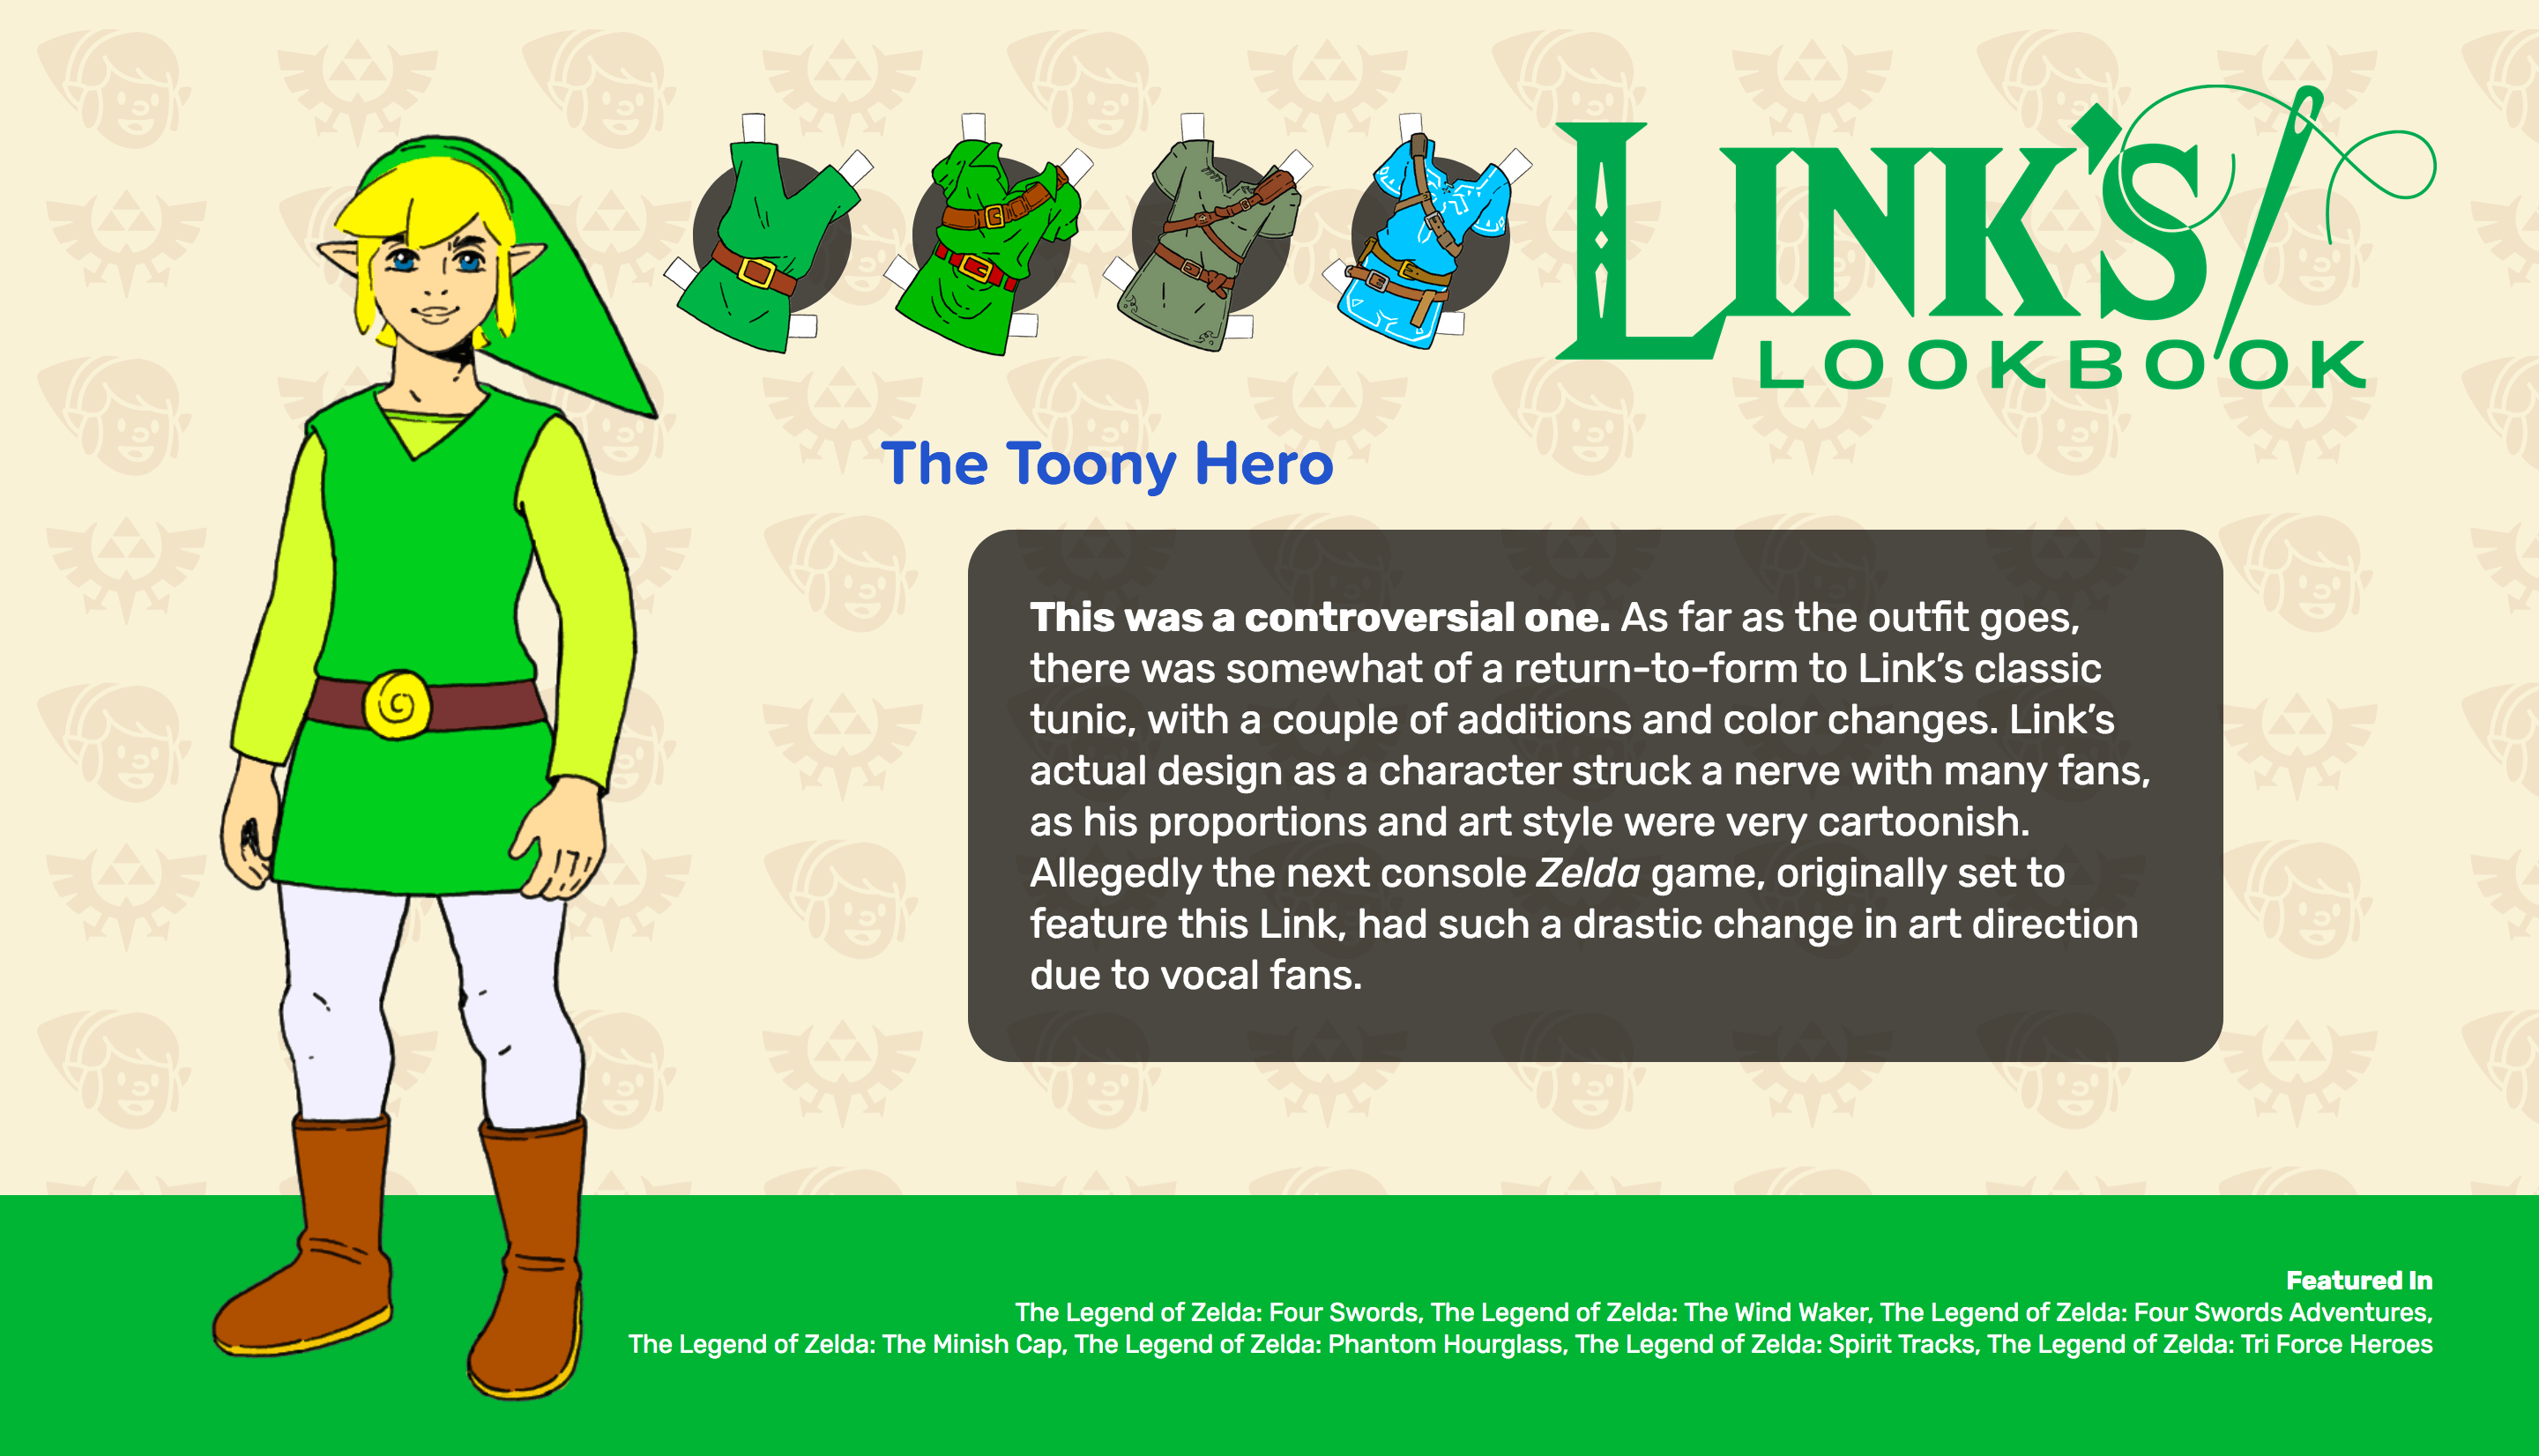 LINK'S
LOOKBOOK
The Toony Hero
This was a controversial one. As far as the outfit goes,
there was somewhat of a return-to-form to Link’s classic
tunic, with a couple of additions and color changes. Link’s
actual design as a character struck a nerve with many fans,
as his proportions and art style were very cartoonish.
Allegedly the next console Zelda game, originally set to
feature this Link, had such a drastic change in art direction
due to vocal fans.
Featured In
The Legend of Zelda: Four Swords, The Legend of Zelda: The Wind Waker, The Legend of Zelda: Four Swords Adventures,
The Legend of Zelda: The Minish Cap, The Legend of Zelda: Phantom Hourglass, The Legend of Zelda: Spirit Tracks, The Legend of Zelda: Tri Force Heroes